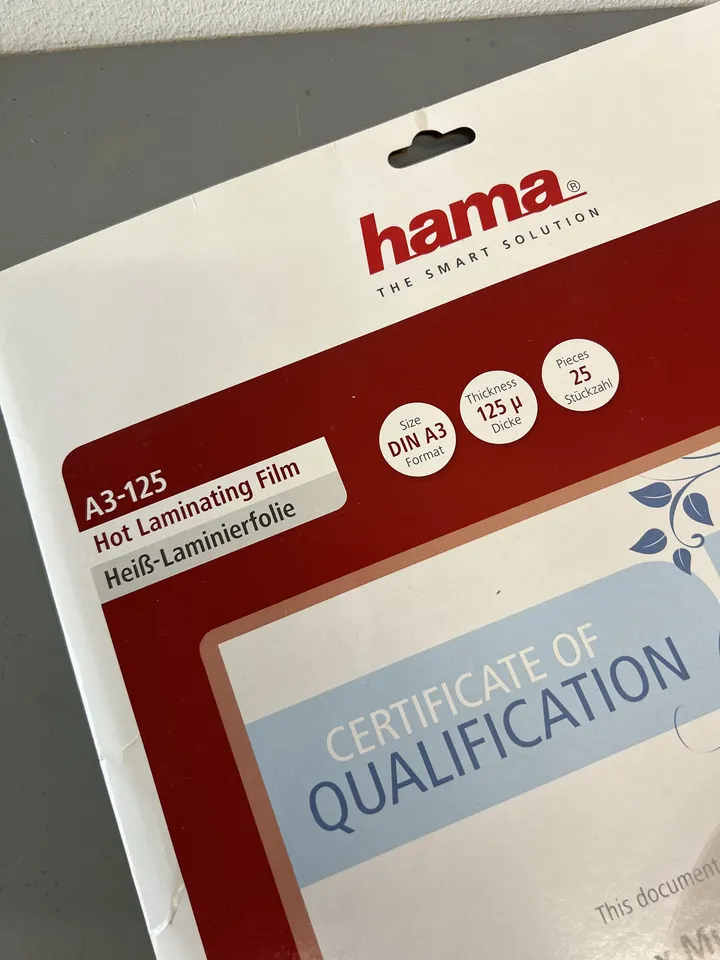 hama®
THE SMART SOLUTION
Size
DIN A3
Format
Thickness
125 µ
Dicke
Pieces
25
Stückzahl
A3-125
Hot Laminating Film
Heiß-Laminierfolie
CERTIFICATE OF
QUALIFICATION
This document